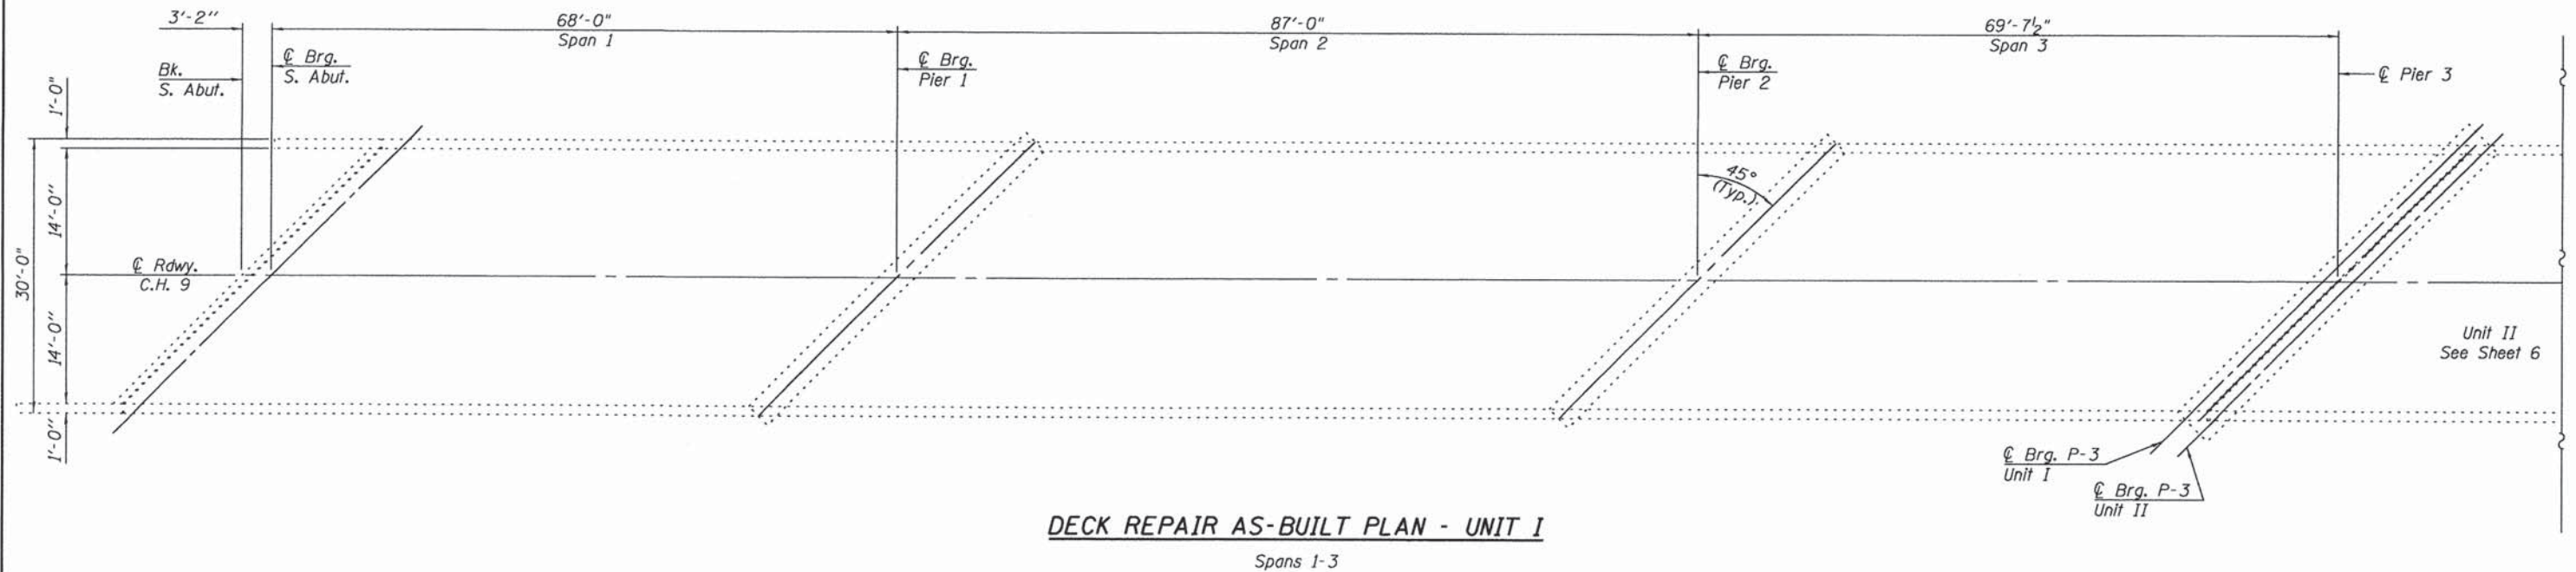 3'-2"
68'-0"
Span 1
87'-0"
Span 2
69'-7½"
Span 3
Bk.
S. Abut.
℄ Brg.
S. Abut.
℄ Brg.
Pier 1
℄ Brg.
Pier 2
℄ Pier 3
1'-0"
14'-0"
30'-0"
14'-0"
1'-0"
45°
(Typ.)
℄ Rdwy.
C.H. 9
Unit II
See Sheet 6
℄ Brg. P-3
Unit I
℄ Brg. P-3
Unit II
DECK REPAIR AS-BUILT PLAN - UNIT I
Spans 1-3